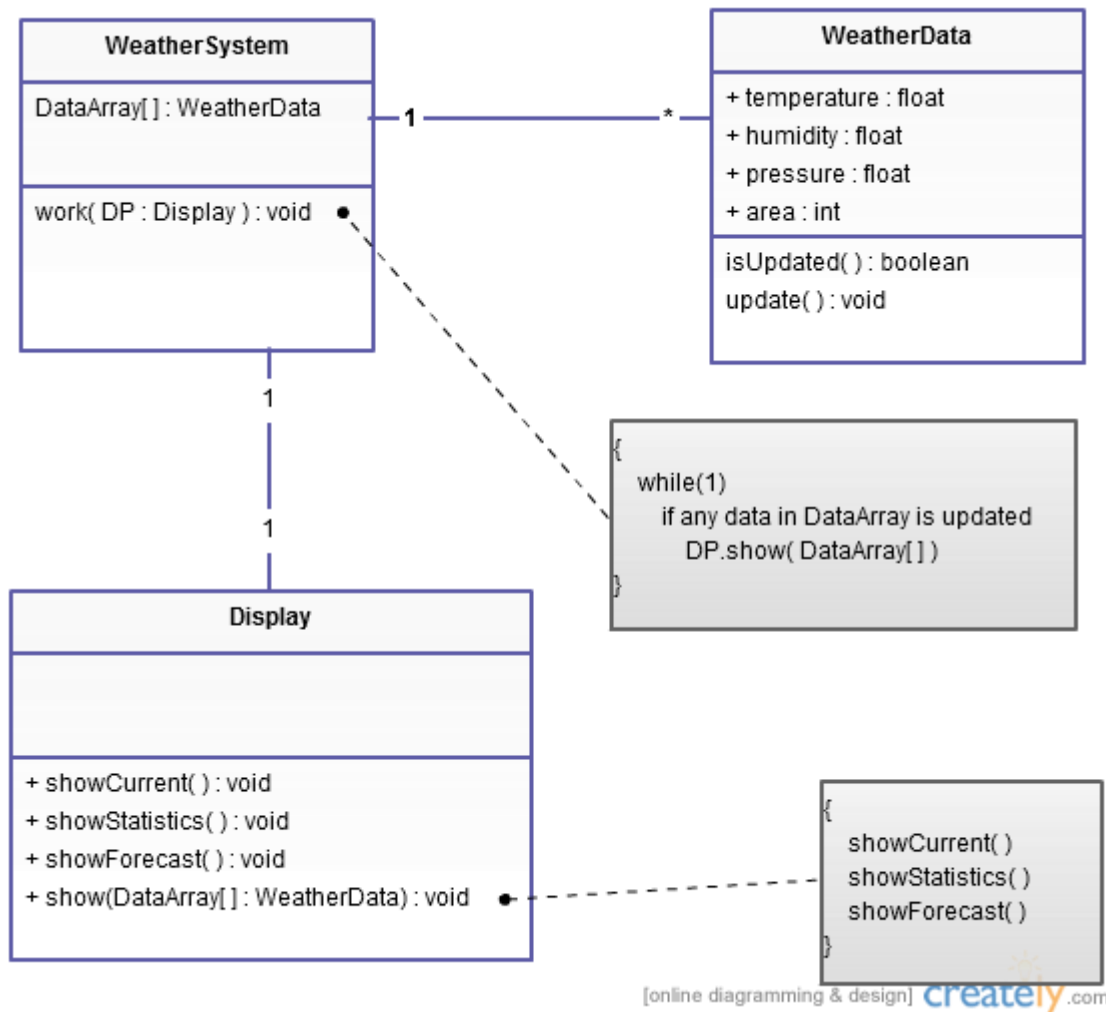 WeatherSystem
DataArray[ ] : WeatherData
work( DP : Display ) : void
1
*
WeatherData
+ temperature : float
+ humidity : float
+ pressure : float
+ area : int
isUpdated( ) : boolean
update( ) : void
1
1
{
while(1)
if any data in DataArray is updated
DP.show( DataArray[ ] )
}
Display
+ showCurrent( ) : void
+ showStatistics( ) : void
+ showForecast( ) : void
+ show(DataArray[ ] : WeatherData) : void
{
showCurrent( )
showStatistics( )
showForecast( )
}
[online diagramming & design] creately.com